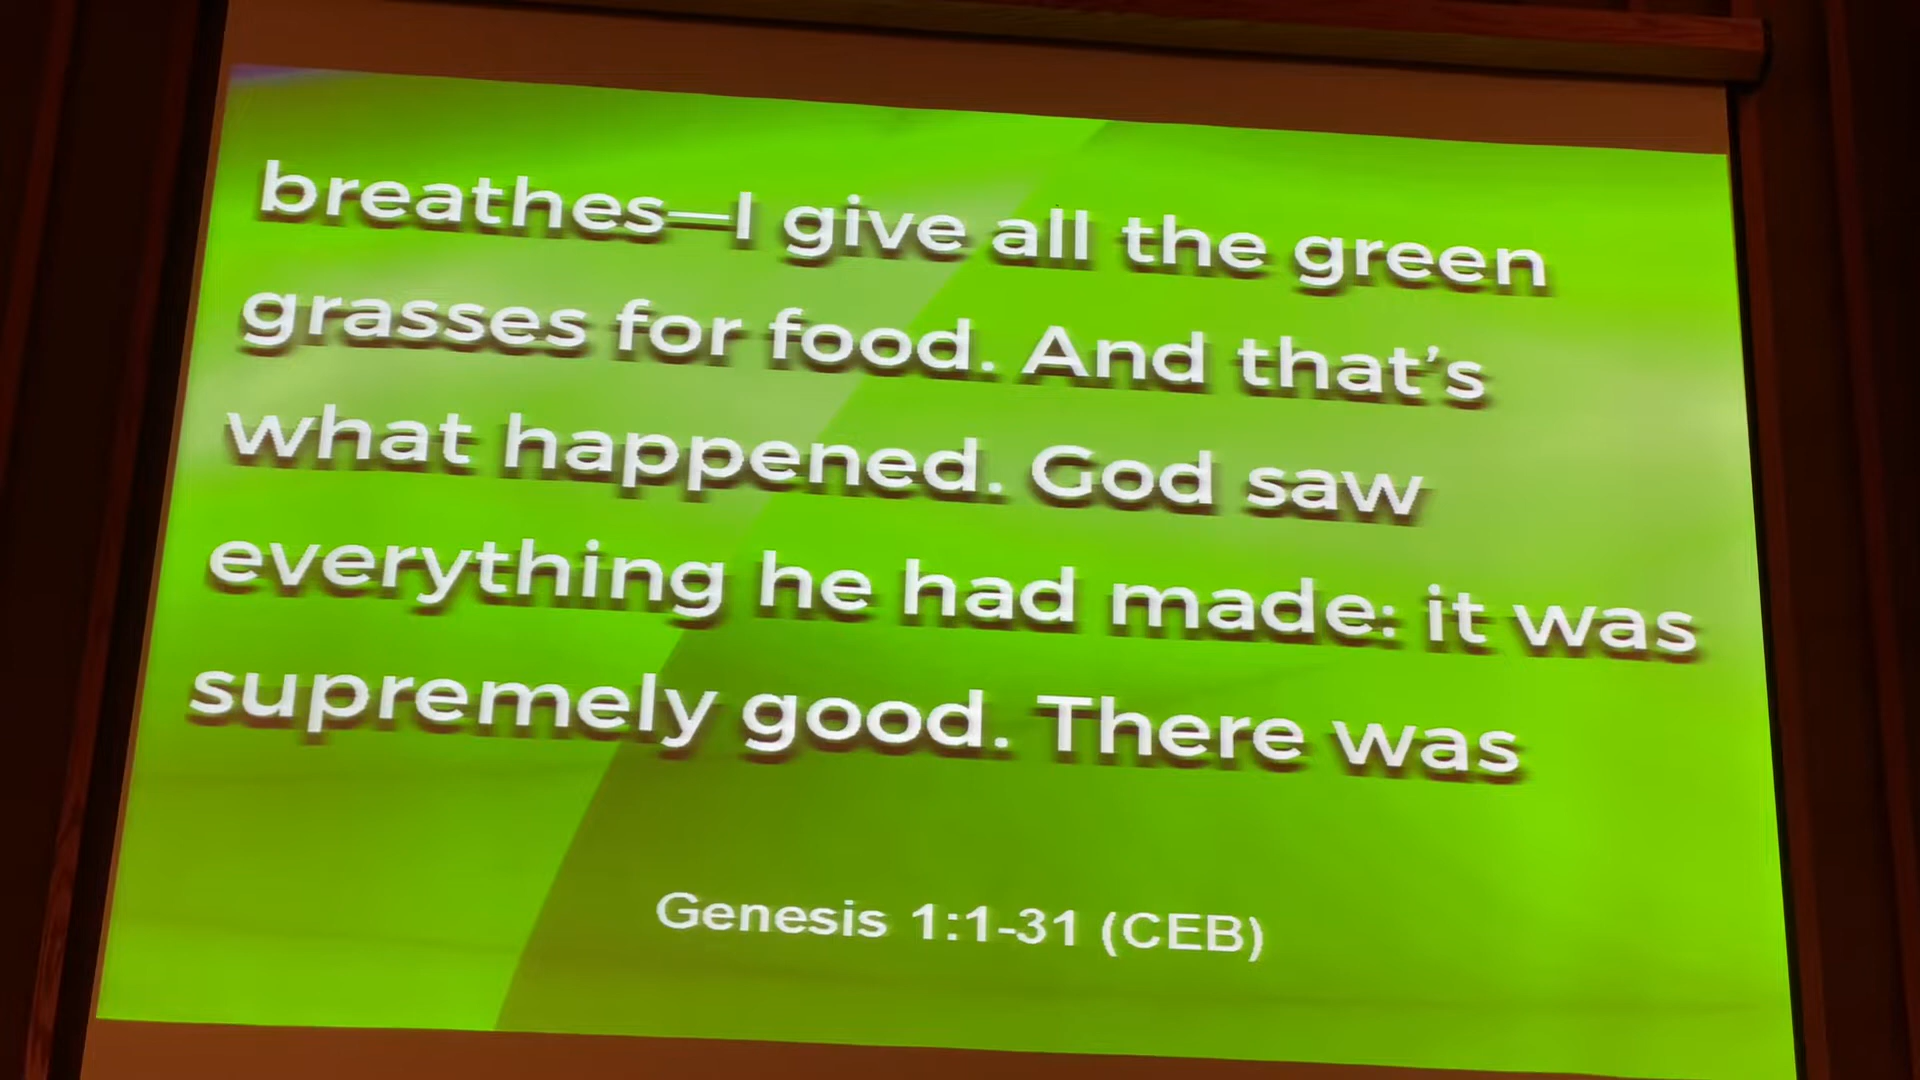 breathes—I give all the green
grasses for food. And that’s
what happened. God saw
everything he had made: it was
supremely good. There was
Genesis 1:1-31 (CEB)